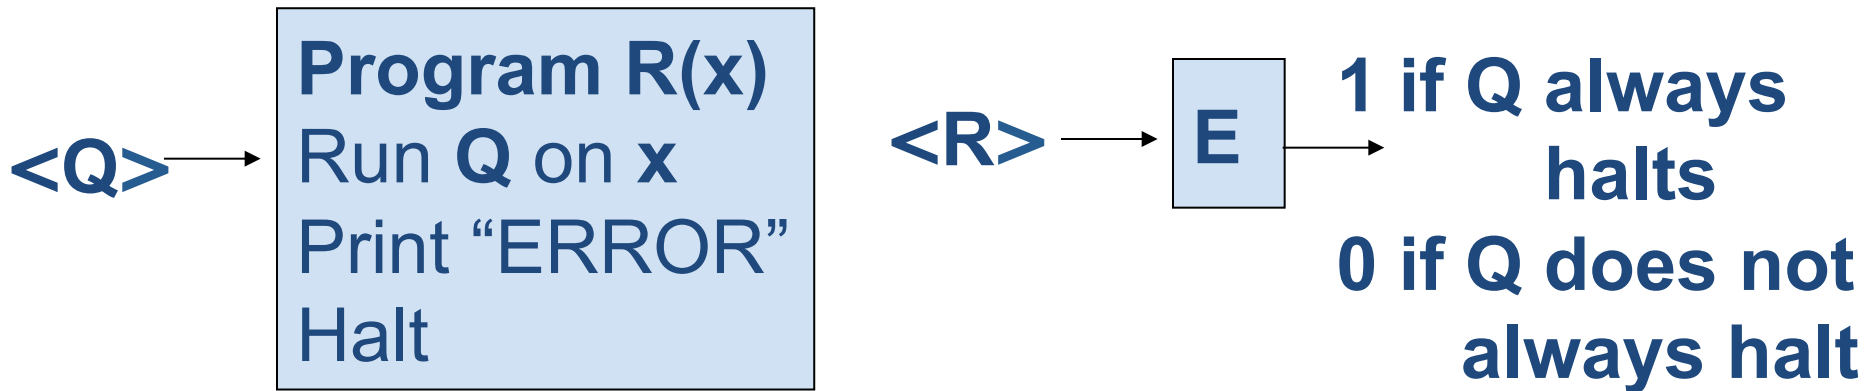 <Q>
Program R(x)
Run Q on x
Print “ERROR”
Halt
<R>
E
1 if Q always
halts
0 if Q does not
always halt